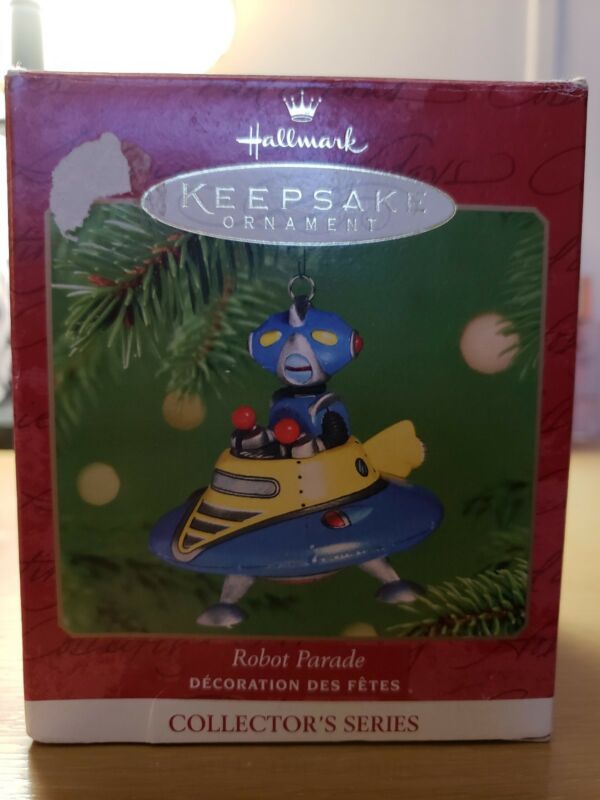 Hallmark
KEEPSAKE
ORNAMENT
Robot Parade
DÉCORATION DES FÊTES
COLLECTOR'S SERIES